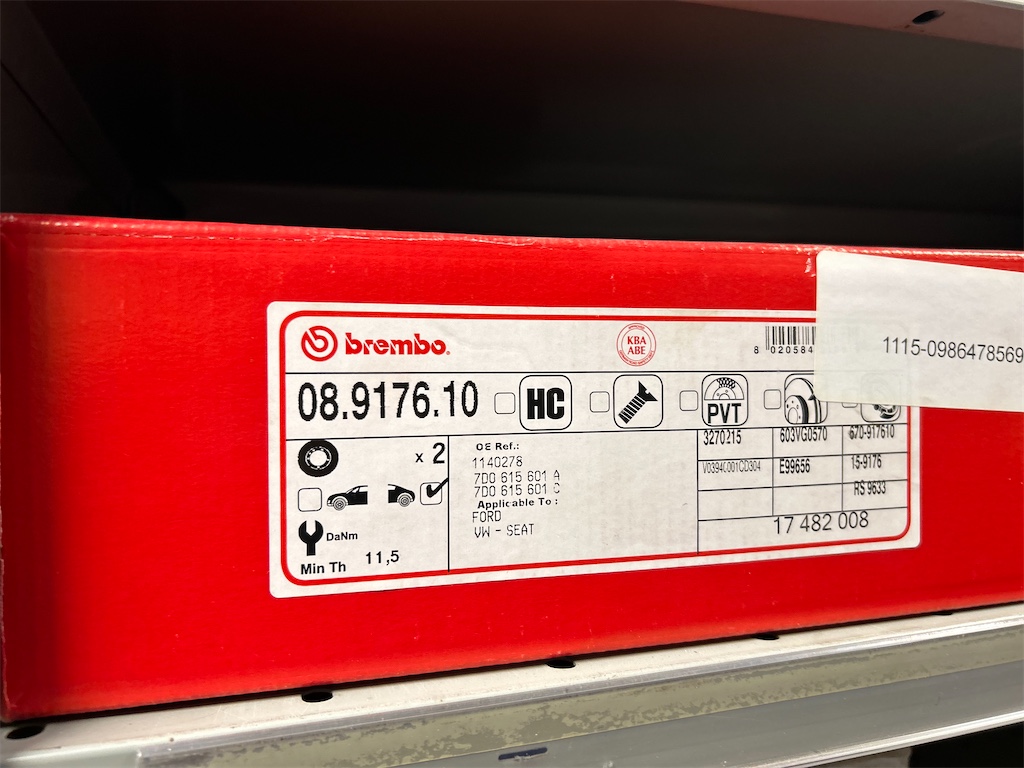 brembo
KBA
ABE
8 020584
1115-0986478569
08.9176.10
HC
PVT
x 2
OE Ref.:
1140278
7D0 615 601 A
7D0 615 601 C
Applicable To :
FORD
VW - SEAT
DaNm
Min Th 11,5
3270215 603VG0570 670-917610
E99656 15-9176
RS 9633
17 482 008